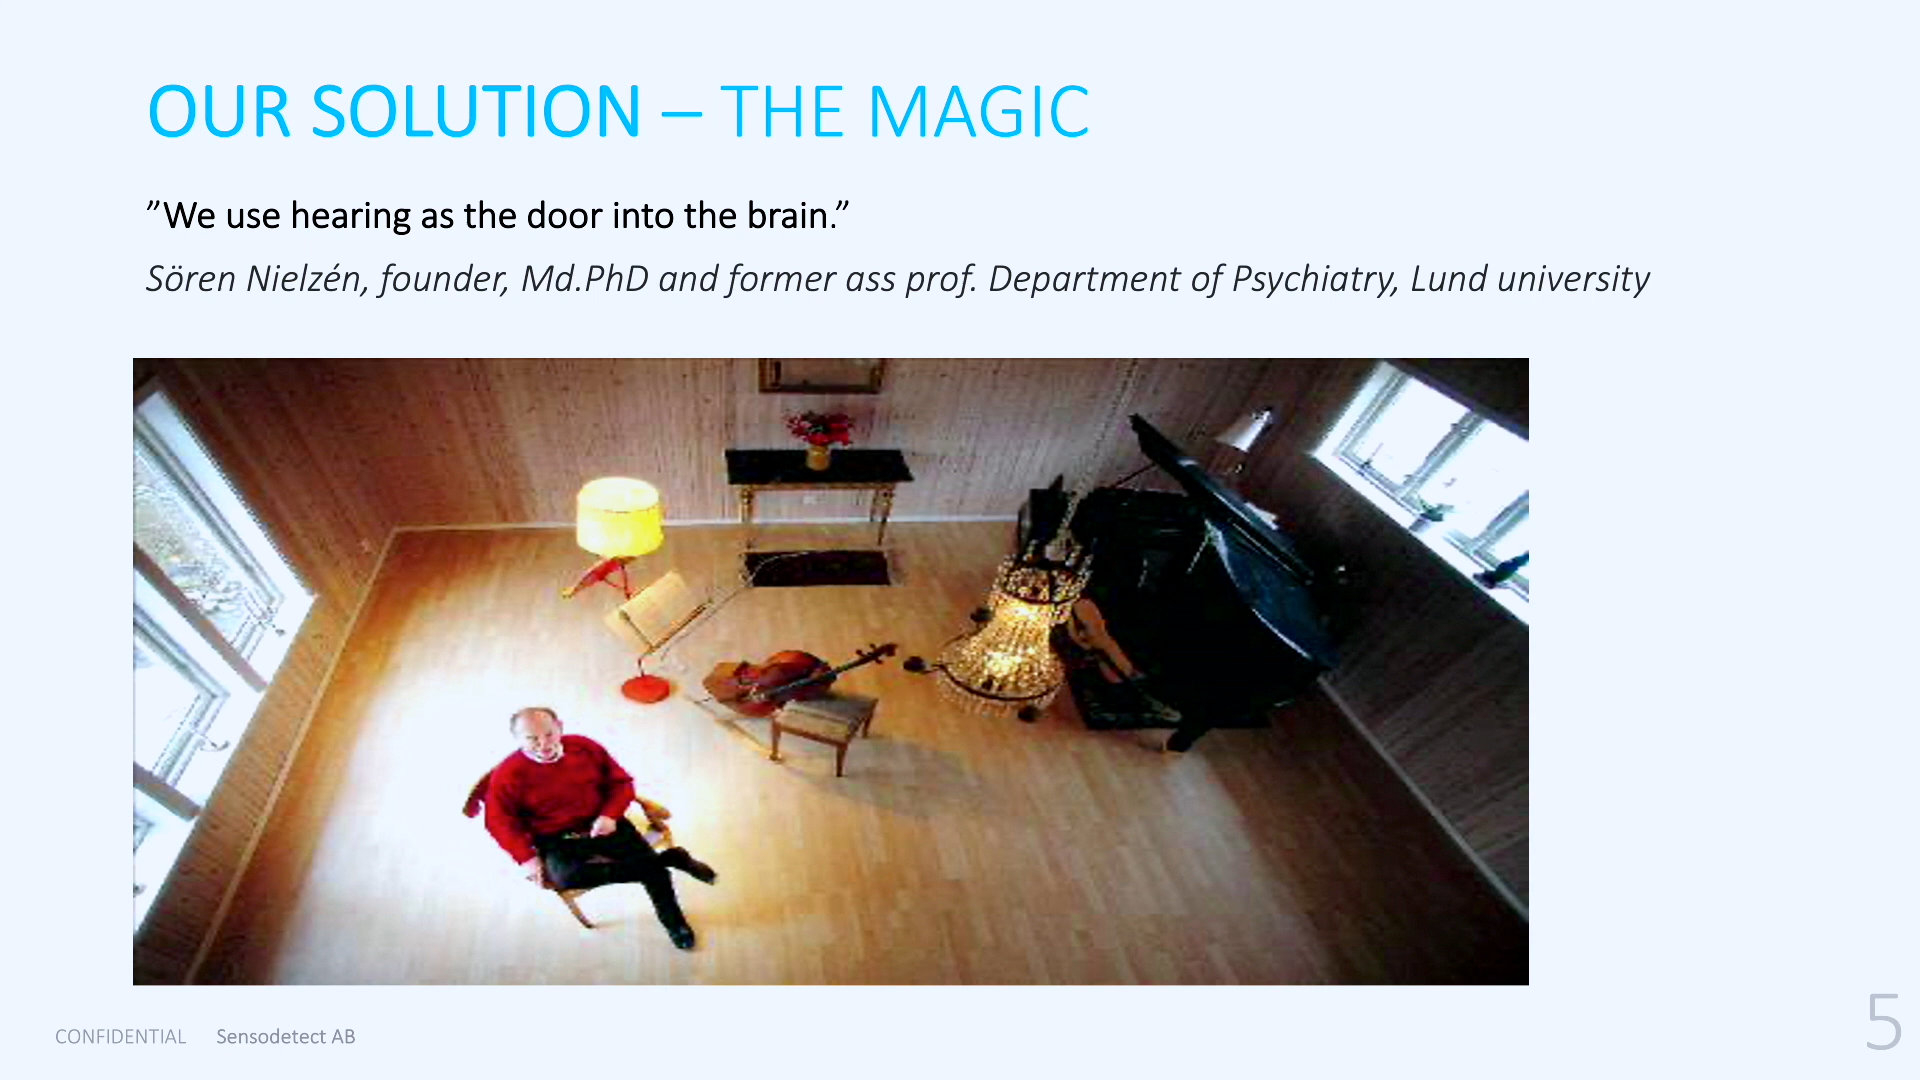 OUR SOLUTION – THE MAGIC
”We use hearing as the door into the brain.”
Sören Nielzén, founder, Md.PhD and former ass prof. Department of Psychiatry, Lund university
CONFIDENTIAL Sensodetect AB
5